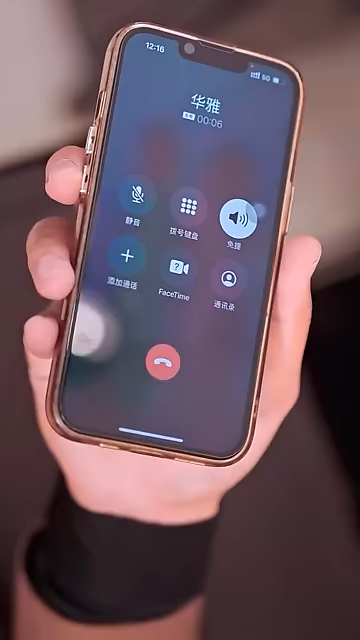 12:16
5G
华雅
00:06
静音
拨号键盘
免提
添加通话
FaceTime
通讯录